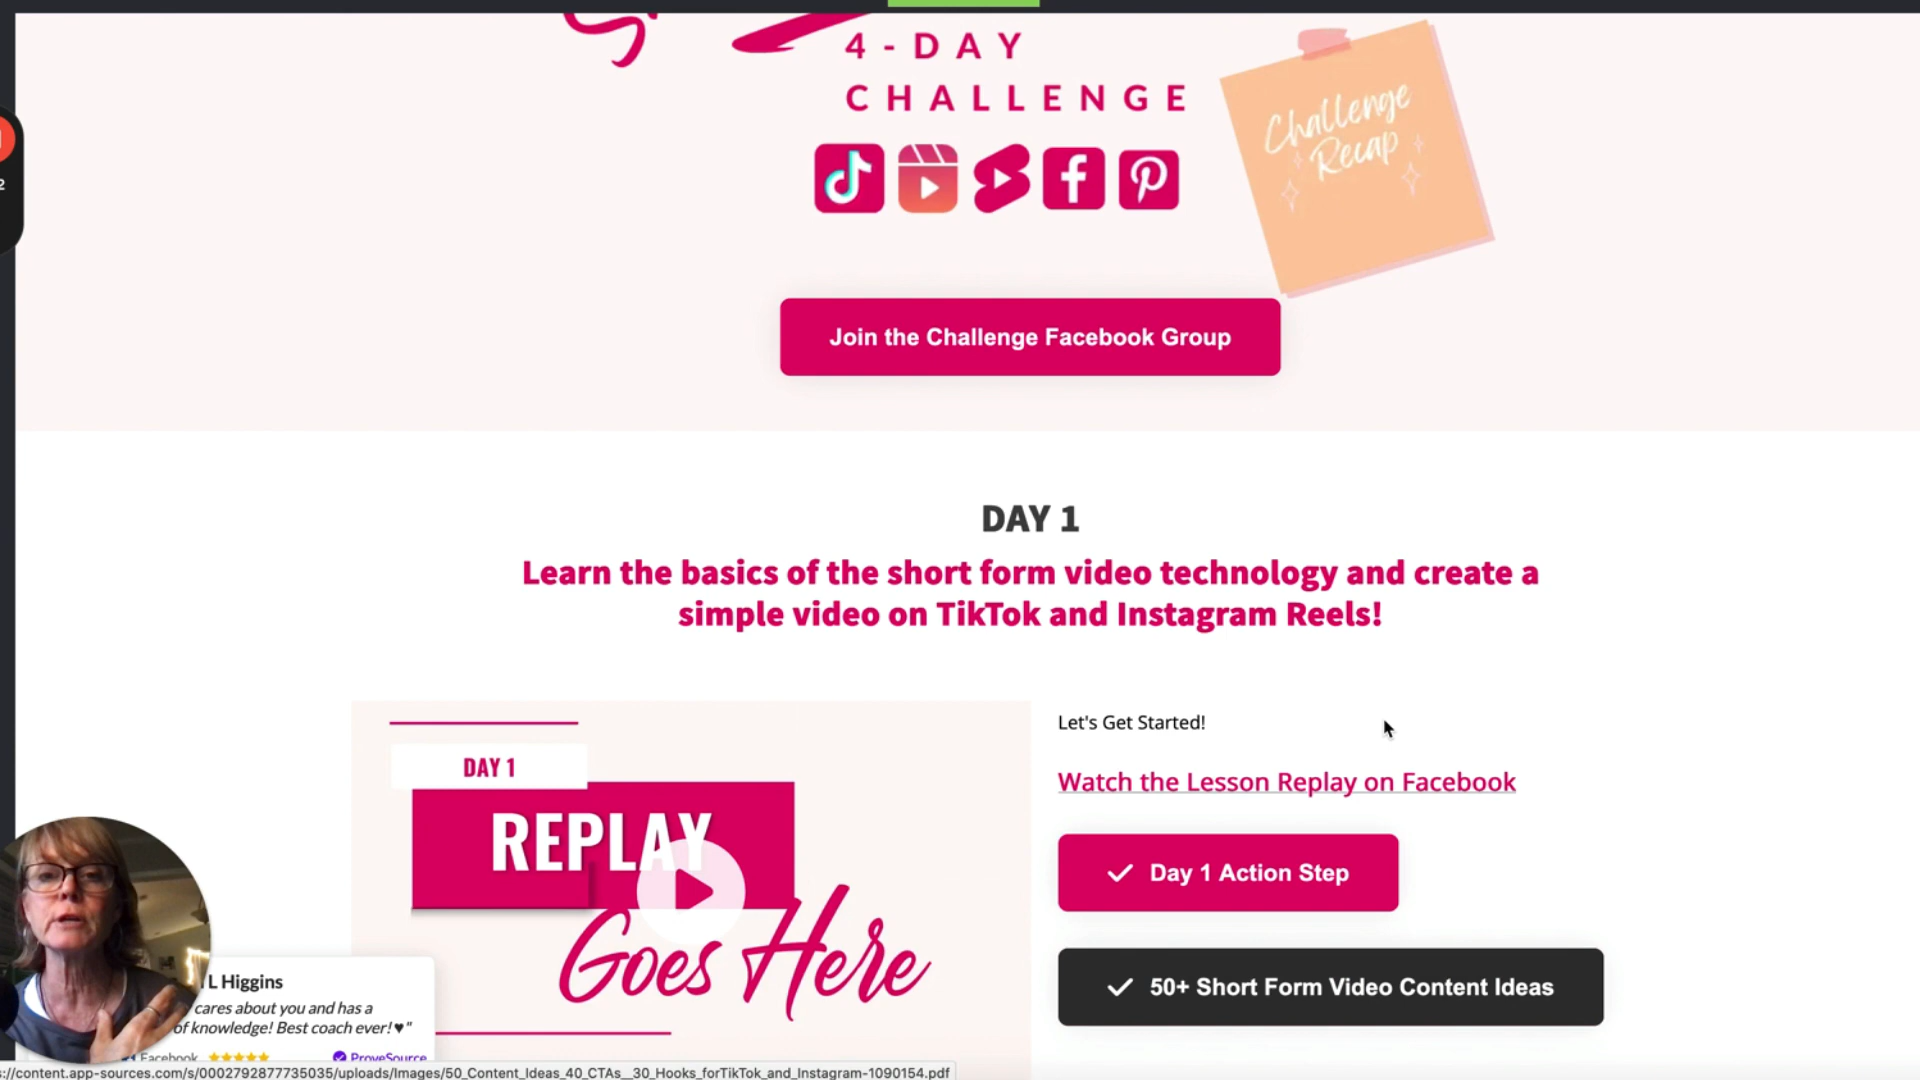 4-DAY
CHALLENGE
Challenge
Recap
Join the Challenge Facebook Group
DAY 1
Learn the basics of the short form video technology and create a
simple video on TikTok and Instagram Reels!
DAY 1
REPLAY
Goes Here
Let's Get Started!
Watch the Lesson Replay on Facebook
Day 1 Action Step
50+ Short Form Video Content Ideas
L Higgins
cares about you and has a
of knowledge! Best coach ever!♥"
Facebook
ProveSource
://content.app-sources.com/s/0002792877735035/uploads/Images/50_Content_Ideas_40_CTAs__30_Hooks_forTikTok_and_Instagram-1090154.pdf